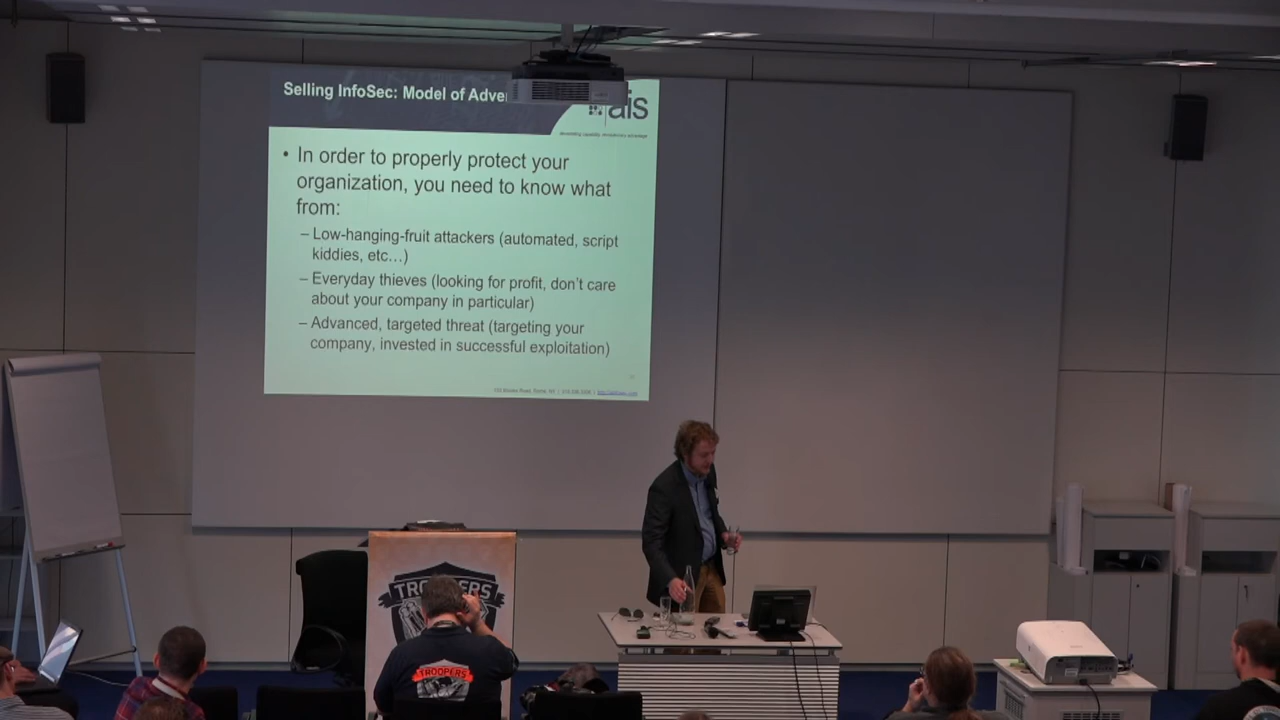 Selling InfoSec: Model of Adve
ais
• In order to properly protect your
organization, you need to know what
from:
– Low-hanging-fruit attackers (automated, script
kiddies, etc…)
– Everyday thieves (looking for profit, don't care
about your company in particular)
– Advanced, targeted threat (targeting your
company, invested in successful exploitation)
TROOPERS